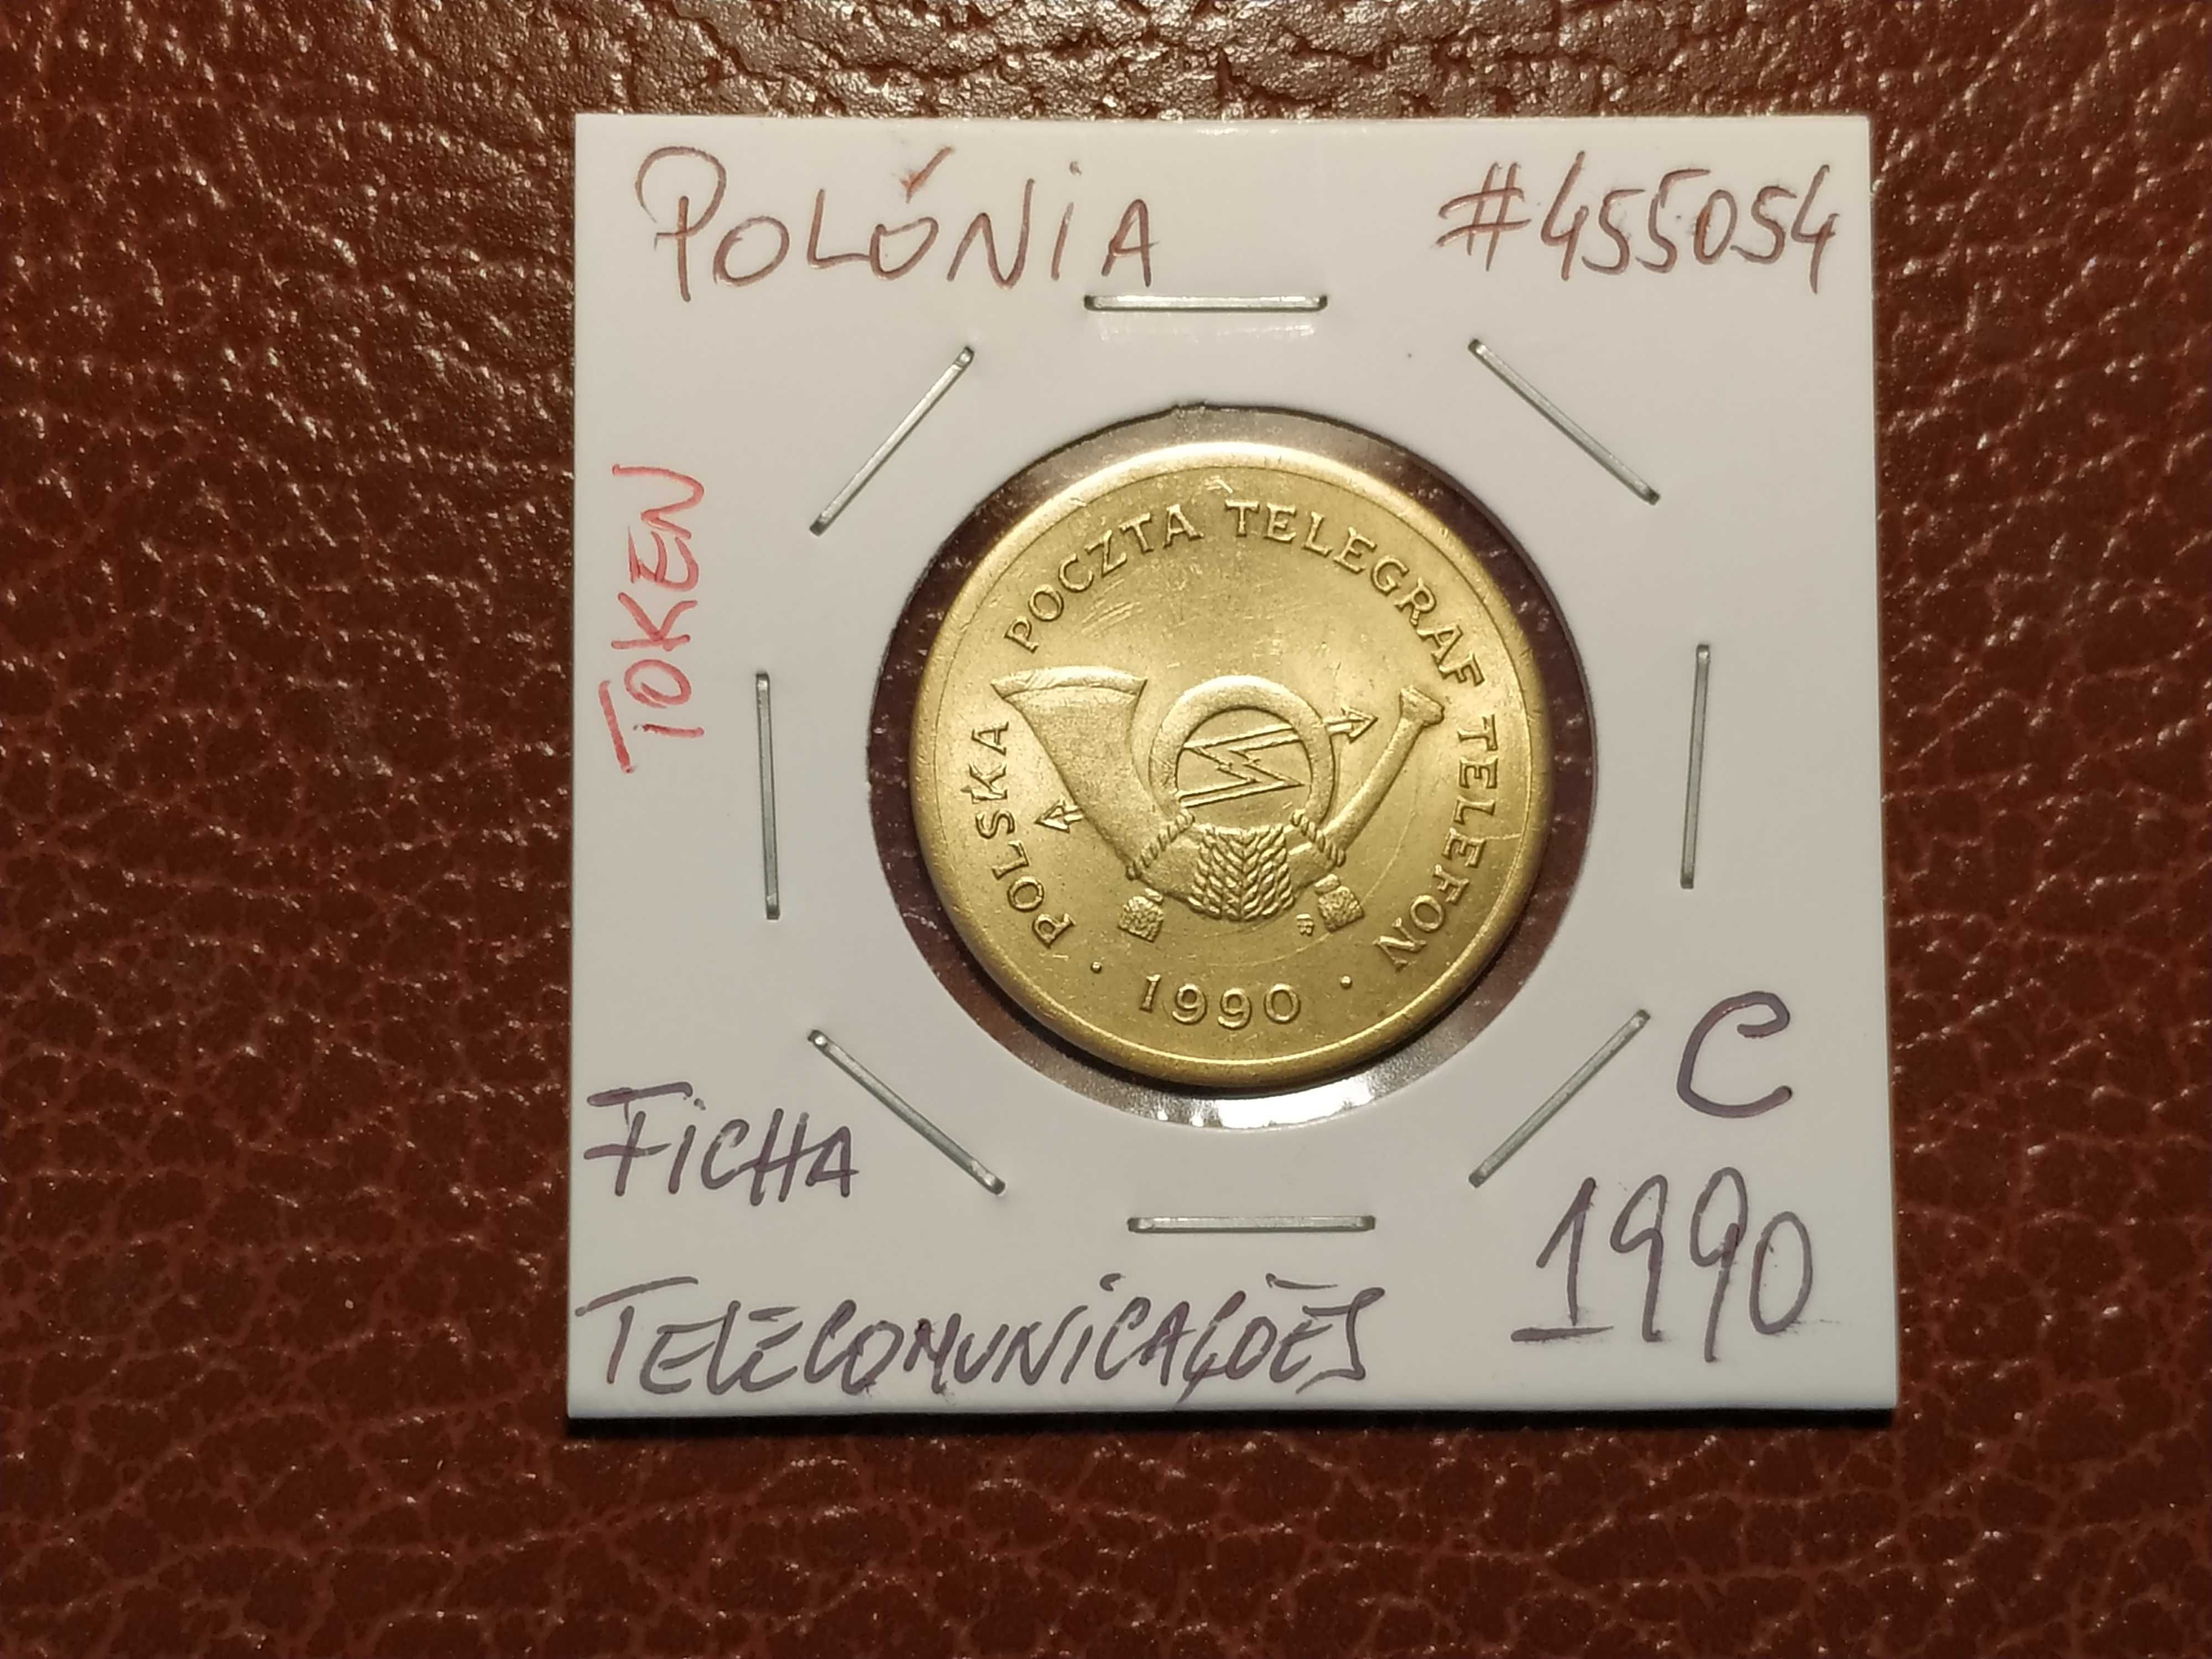 POLÓNIA #455054
TOKEN
POLSKA POCZTA TELEGRAF TELEFON
· 1990 ·
C
FICHA
1990
TELECOMUNICAÇÕES